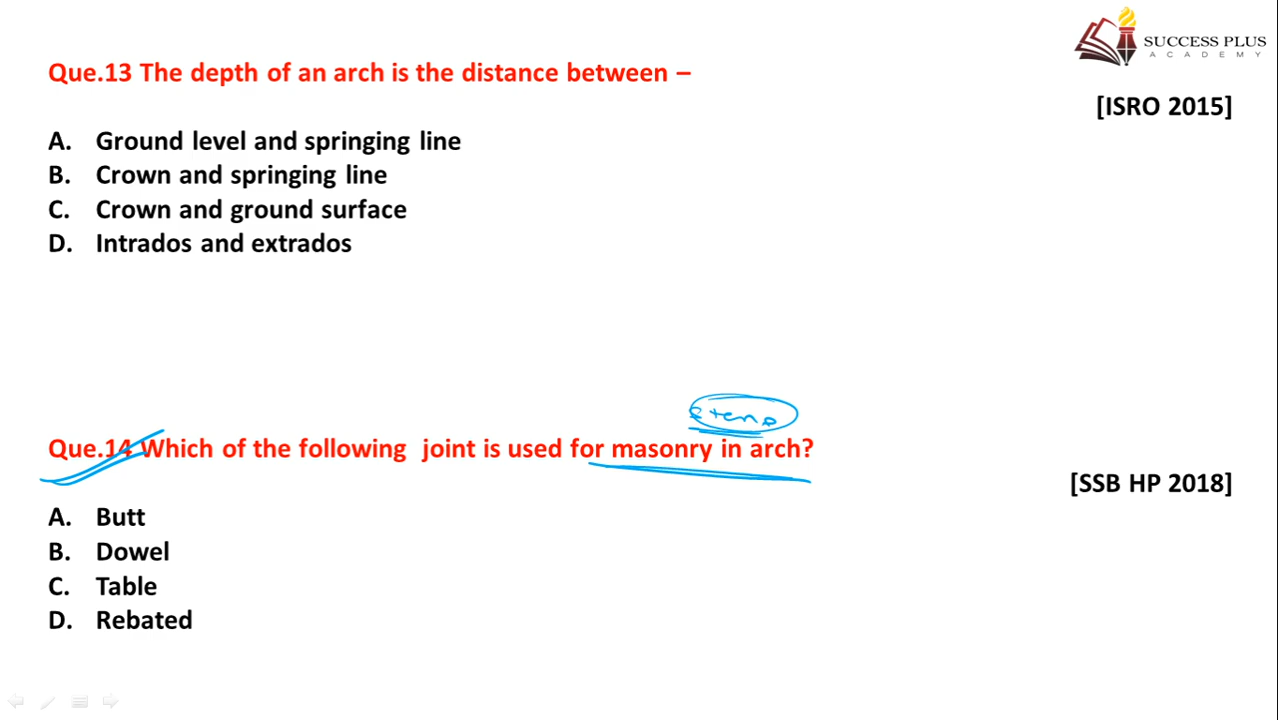 SUCCESS PLUS
ACADEMY
Que.13 The depth of an arch is the distance between –
[ISRO 2015]
A. Ground level and springing line
B. Crown and springing line
C. Crown and ground surface
D. Intrados and extrados
Que.14 Which of the following joint is used for masonry in arch?
[SSB HP 2018]
A. Butt
B. Dowel
C. Table
D. Rebated